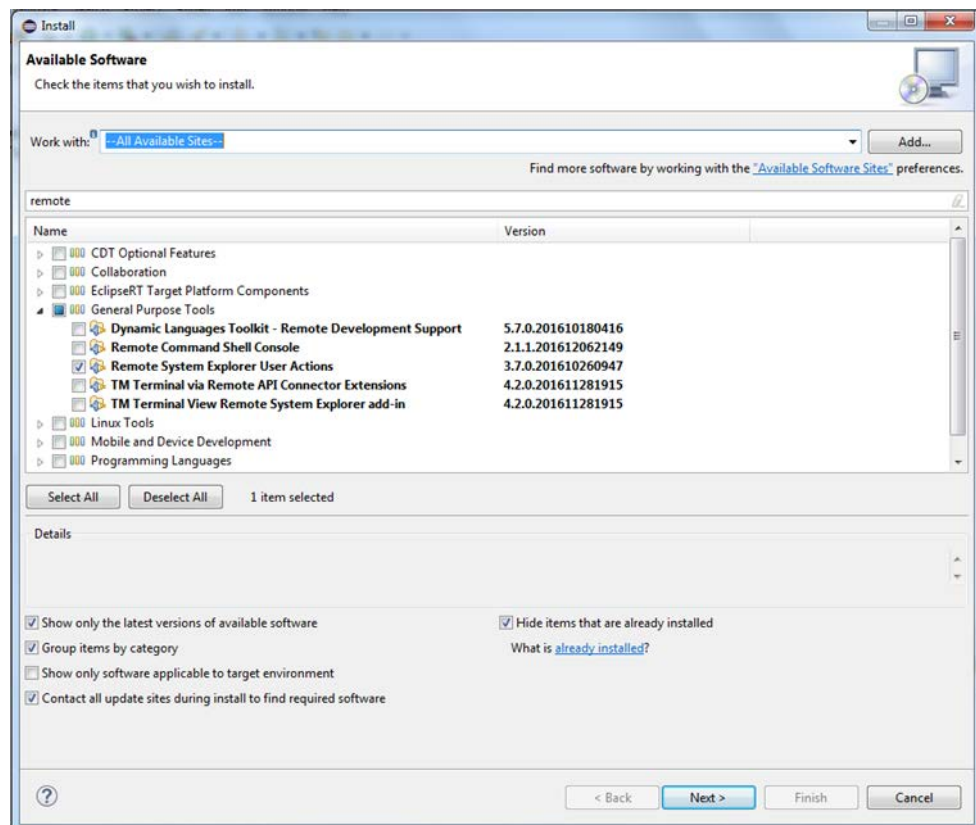 Install
Available Software
Check the items that you wish to install.
Work with: --All Available Sites-- Add...
Find more software by working with the "Available Software Sites" preferences.
remote
Name Version
CDT Optional Features
Collaboration
EclipseRT Target Platform Components
General Purpose Tools
Dynamic Languages Toolkit - Remote Development Support 5.7.0.201610180416
Remote Command Shell Console 2.1.1.201612062149
Remote System Explorer User Actions 3.7.0.201610260947
TM Terminal via Remote API Connector Extensions 4.2.0.201611281915
TM Terminal View Remote System Explorer add-in 4.2.0.201611281915
Linux Tools
Mobile and Device Development
Programming Languages
Select All Deselect All 1 item selected
Details
Show only the latest versions of available software Hide items that are already installed
Group items by category What is already installed?
Show only software applicable to target environment
Contact all update sites during install to find required software
? < Back Next > Finish Cancel